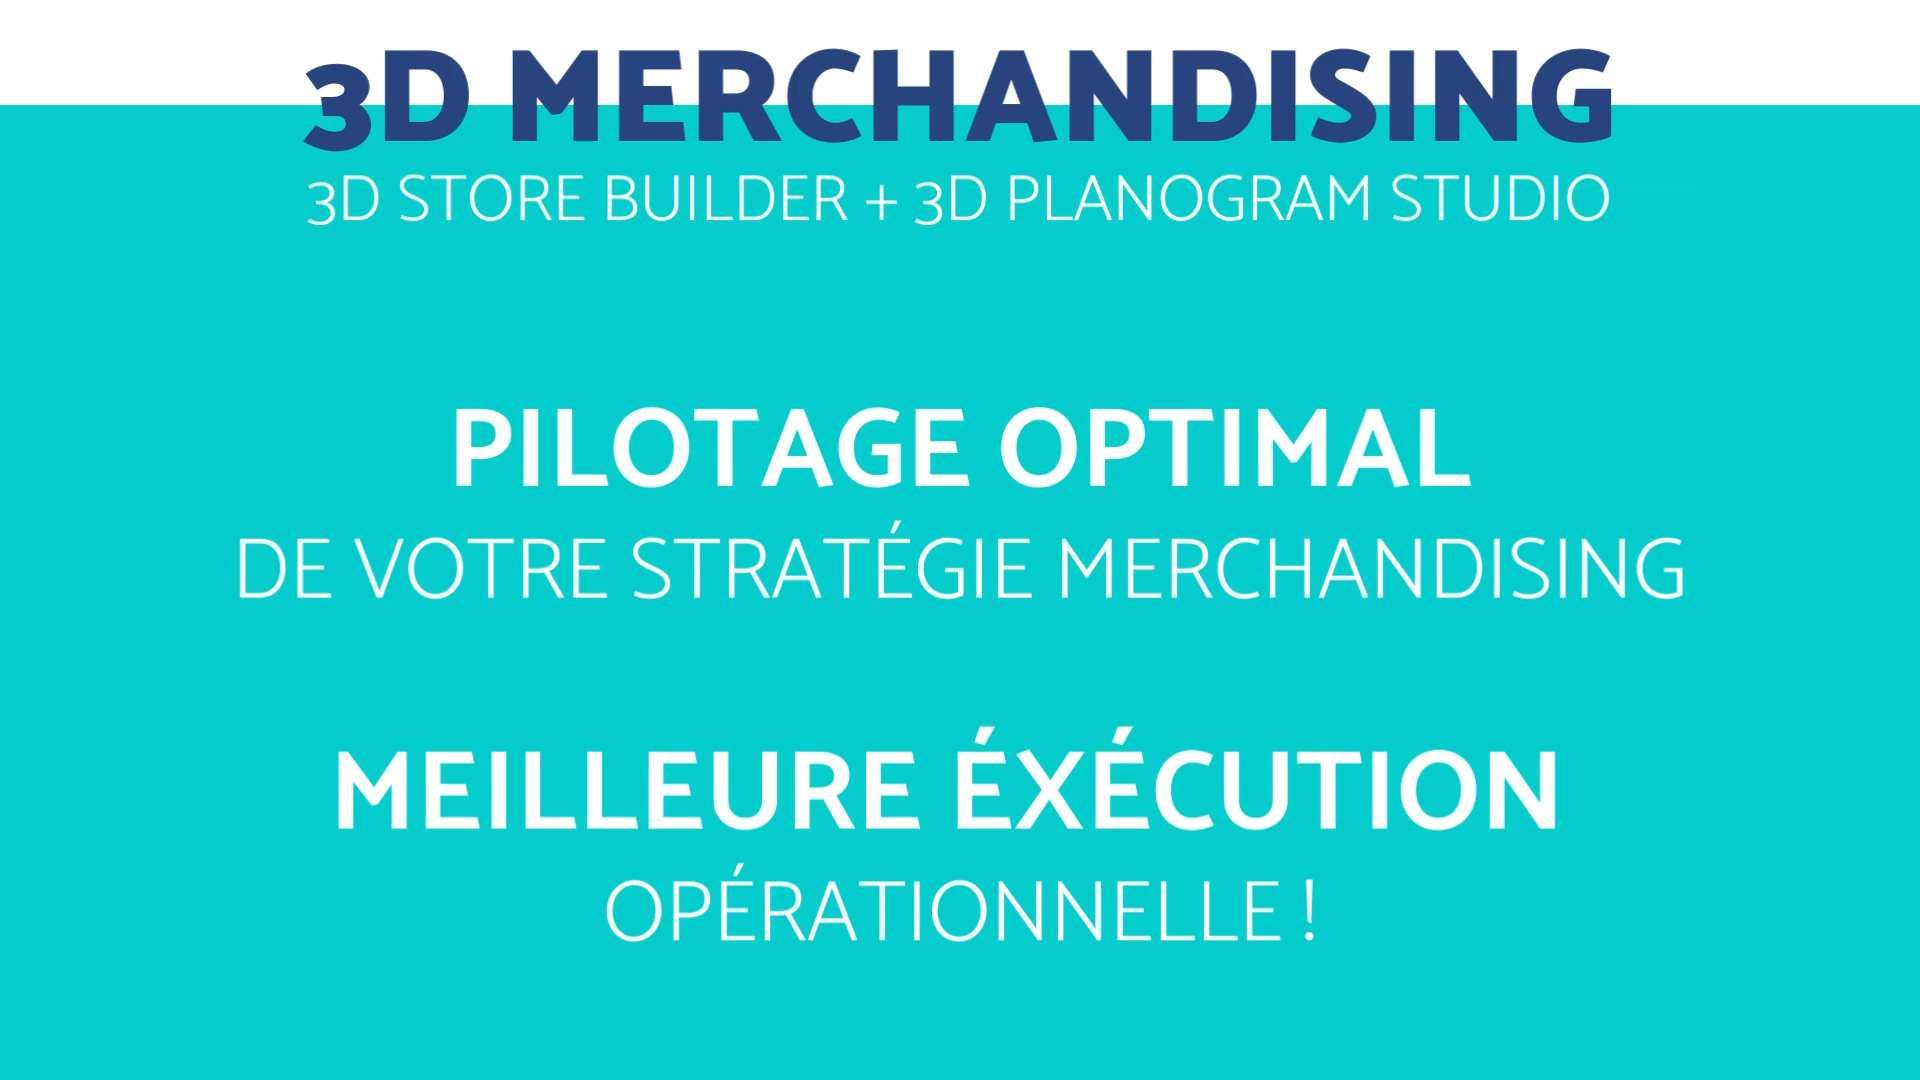 3D MERCHANDISING
3D STORE BUILDER + 3D PLANOGRAM STUDIO
PILOTAGE OPTIMAL
DE VOTRE STRATÉGIE MERCHANDISING
MEILLEURE ÉXÉCUTION
OPÉRATIONNELLE !